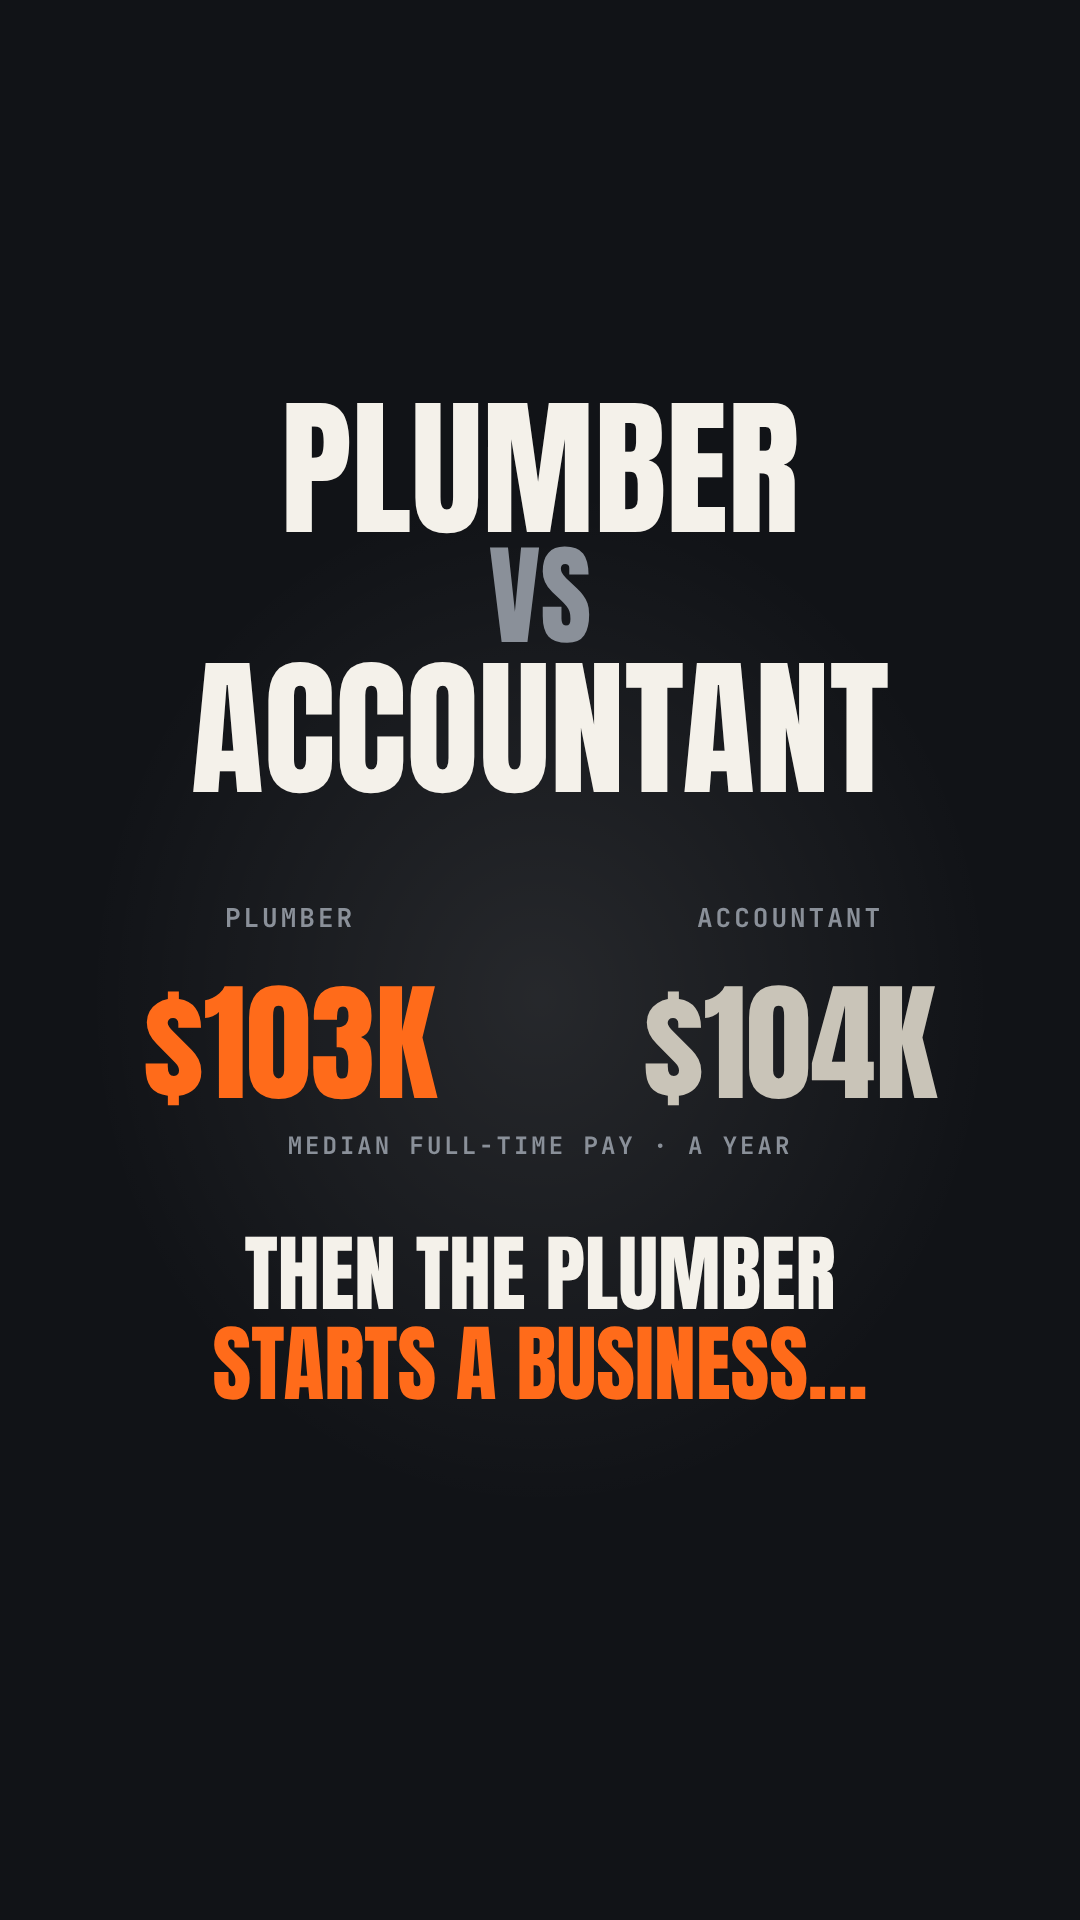 PLUMBER
VS
ACCOUNTANT
PLUMBER ACCOUNTANT
$103K $104K
MEDIAN FULL-TIME PAY · A YEAR
THEN THE PLUMBER
STARTS A BUSINESS...